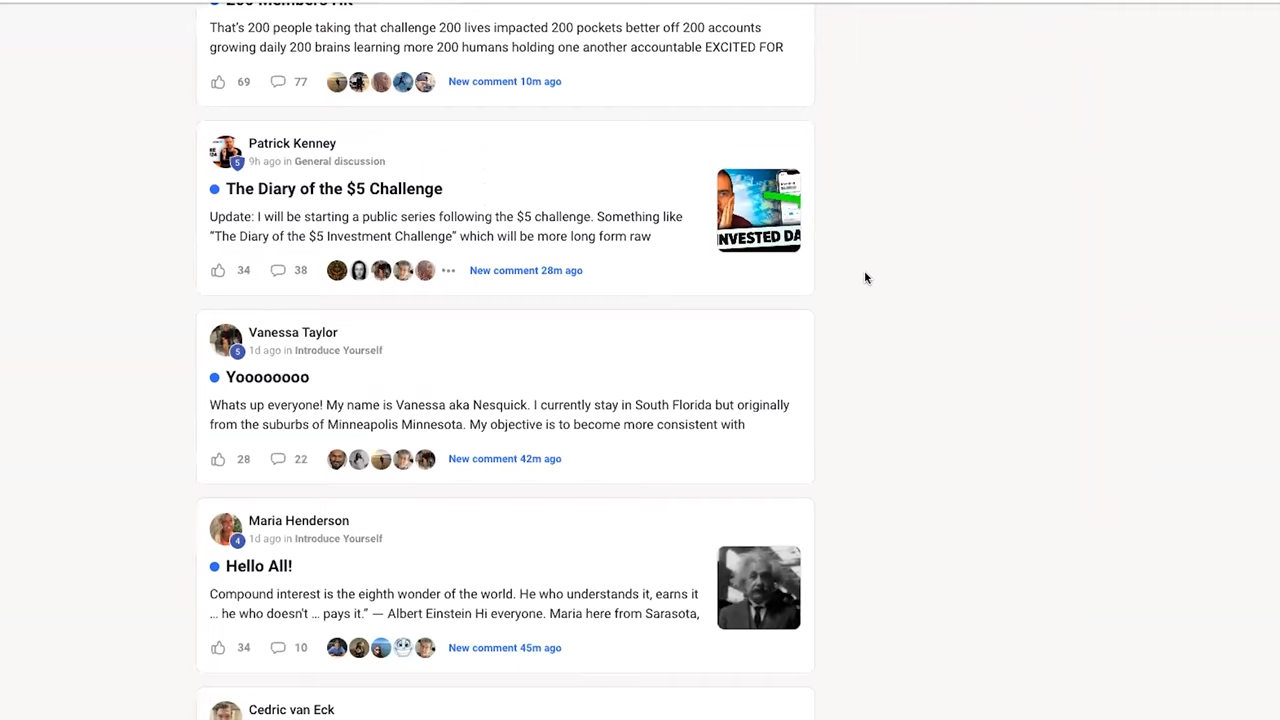 200 Members HR
That's 200 people taking that challenge 200 lives impacted 200 pockets better off 200 accounts
growing daily 200 brains learning more 200 humans holding one another accountable EXCITED FOR
69 77 New comment 10m ago
Patrick Kenney
5
9h ago in General discussion
The Diary of the $5 Challenge
Update: I will be starting a public series following the $5 challenge. Something like
“The Diary of the $5 Investment Challenge” which will be more long form raw
NVESTED DA
34 38 ••• New comment 28m ago
Vanessa Taylor
5
1d ago in Introduce Yourself
Yoooooooo
Whats up everyone! My name is Vanessa aka Nesquick. I currently stay in South Florida but originally
from the suburbs of Minneapolis Minnesota. My objective is to become more consistent with
28 22 New comment 42m ago
Maria Henderson
4
1d ago in Introduce Yourself
Hello All!
Compound interest is the eighth wonder of the world. He who understands it, earns it
... he who doesn't ... pays it.” — Albert Einstein Hi everyone. Maria here from Sarasota,
34 10 New comment 45m ago
Cedric van Eck